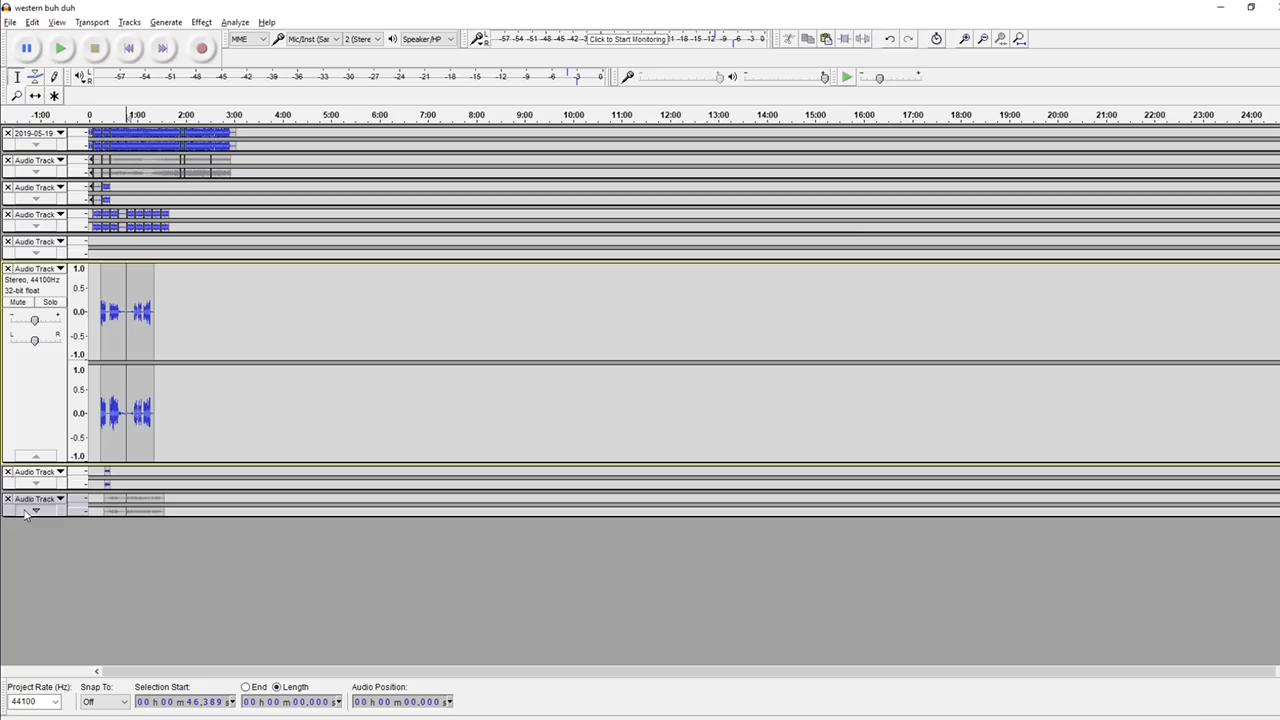 western buh duh
File Edit View Transport Tracks Generate Effect Analyze Help
MME Mic/Inst (Sar 2 (Stere Speaker/HP L R -57 -54 -51 -48 -45 -42 -3 Click to Start Monitoring -18 -15 -12 -9 -6 -3 0
L R -57 -54 -51 -48 -45 -42 -39 -36 -33 -30 -27 -24 -21 -18 -15 -12 -9 -6 -3 0 - + - + - +
-1:00 0 1:00 2:00 3:00 4:00 5:00 6:00 7:00 8:00 9:00 10:00 11:00 12:00 13:00 14:00 15:00 16:00 17:00 18:00 19:00 20:00 21:00 22:00 23:00 24:00
2019-05-19
Audio Track
Audio Track
Audio Track
Audio Track
Audio Track 1.0
Stereo, 44100Hz
32-bit float 0.5
Mute Solo
- + 0.0
L R -0.5
-1.0
1.0
0.5
0.0
-0.5
-1.0
Audio Track
Audio Track
Project Rate (Hz): Snap To: Selection Start: End Length Audio Position:
44100 Off 00 h 00 m 46.389 s 00 h 00 m 00.000 s 00 h 00 m 00.000 s